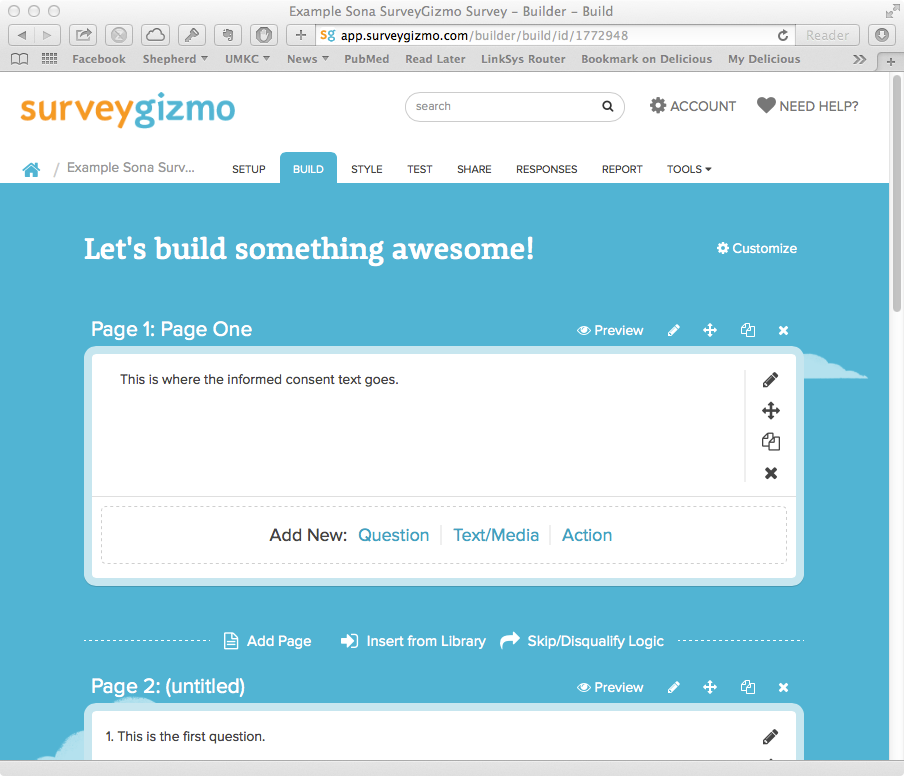 Example Sona SurveyGizmo Survey – Builder – Build
sg app.surveygizmo.com/builder/build/id/1772948 Reader
Facebook Shepherd UMKC News PubMed Read Later LinkSys Router Bookmark on Delicious My Delicious
surveygizmo search ACCOUNT NEED HELP?
/ Example Sona Surv... SETUP BUILD STYLE TEST SHARE RESPONSES REPORT TOOLS
Let's build something awesome! Customize
Page 1: Page One Preview
This is where the informed consent text goes.
Add New: Question Text/Media Action
Add Page Insert from Library Skip/Disqualify Logic
Page 2: (untitled) Preview
1. This is the first question.